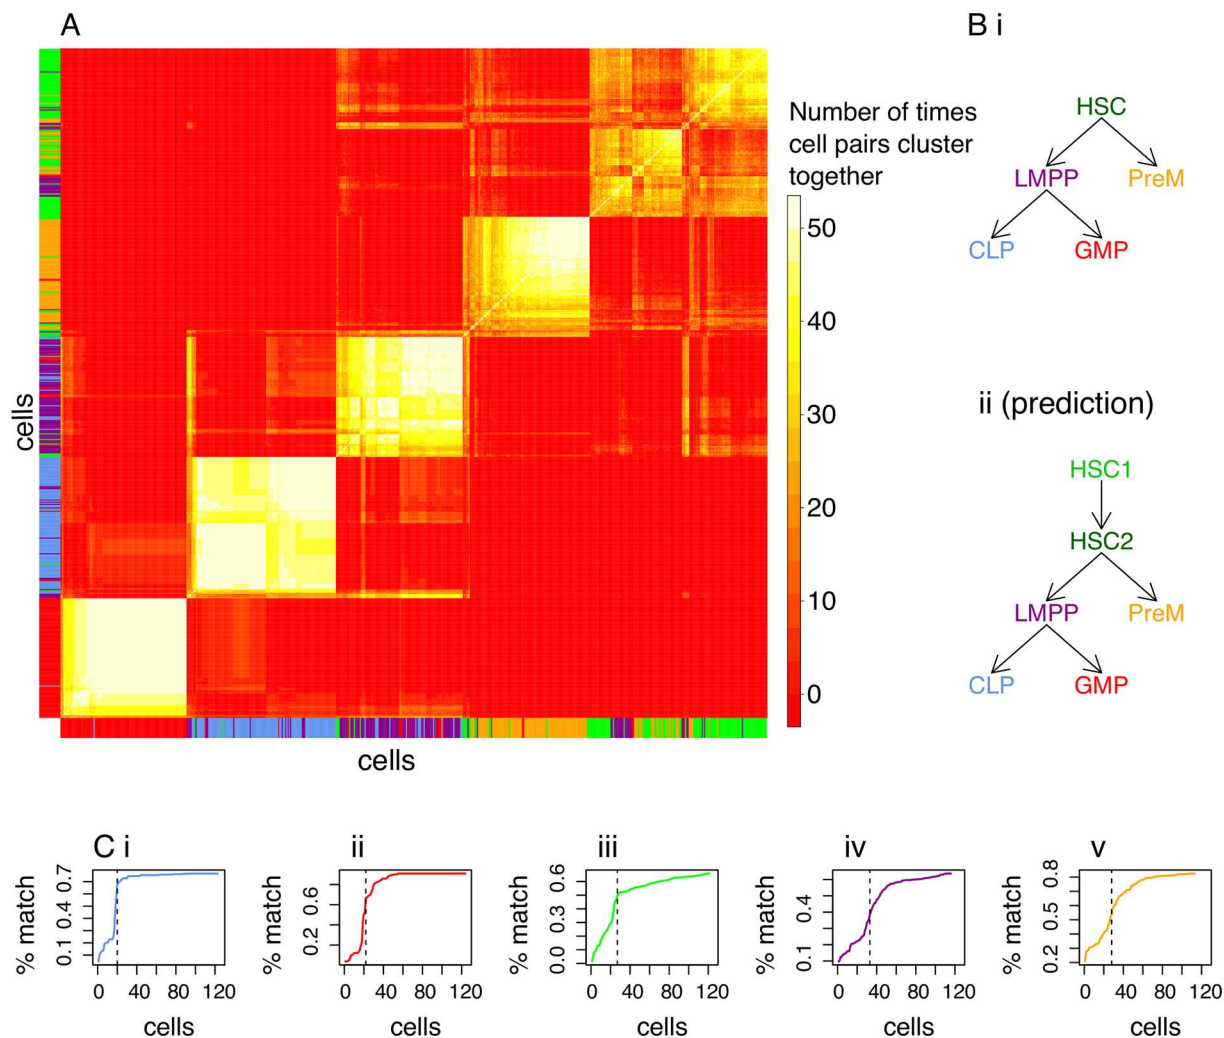 A
B i
Number of times
cell pairs cluster
together
50
40
30
20
10
0
cells
cells
HSC
LMPP PreM
CLP GMP
ii (prediction)
HSC1
HSC2
LMPP PreM
CLP GMP
C i
% match
0.1 0.4 0.7
0 40 80 120
cells
ii
% match
0.2 0.6
0 40 80 120
cells
iii
% match
0.0 0.3 0.6
0 40 80 120
cells
iv
% match
0.1 0.4
0 40 80 120
cells
v
% match
0.2 0.5 0.8
0 40 80 120
cells